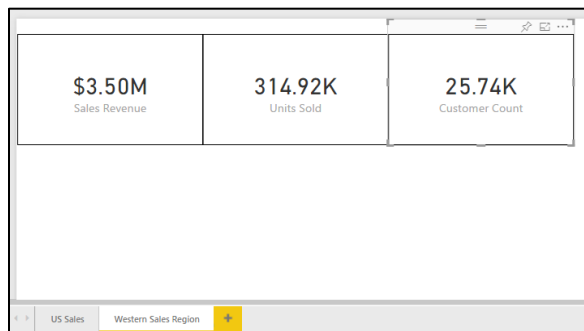 $3.50M
Sales Revenue
314.92K
Units Sold
25.74K
Customer Count
US Sales
Western Sales Region